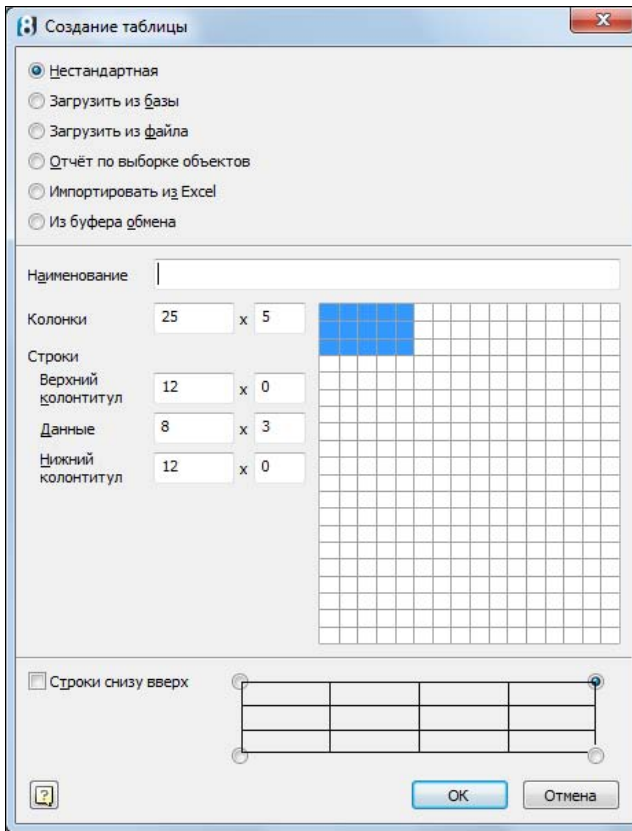 Создание таблицы
Нестандартная
Загрузить из базы
Загрузить из файла
Отчёт по выборке объектов
Импортировать из Excel
Из буфера обмена
Наименование
Колонки 25 x 5
Строки
Верхний
колонтитул 12 x 0
Данные 8 x 3
Нижний
колонтитул 12 x 0
Строки снизу вверх
OK Отмена